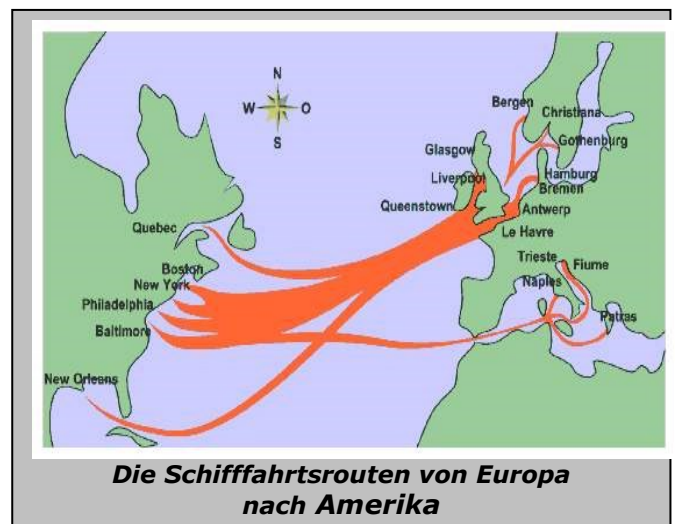 N
W O
S
Bergen
Christiana
Gothenburg
Glasgow
Liverpool
Hamburg
Bremen
Queenstown
Antwerp
Le Havre
Quebec
Trieste
Fiume
Boston
New York
Naples
Philadelphia
Patras
Baltimore
New Orleans
Die Schifffahrtsrouten von Europa
nach Amerika